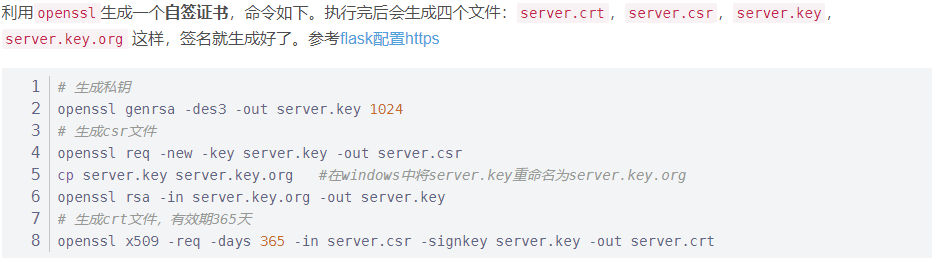 利用openssl生成一个自签证书，命令如下。执行完后会生成四个文件：server.crt，server.csr，server.key，
server.key.org 这样，签名就生成好了。参考flask配置https
1 # 生成私钥
2 openssl genrsa -des3 -out server.key 1024
3 # 生成csr文件
4 openssl req -new -key server.key -out server.csr
5 cp server.key server.key.org   #在windows中将server.key重命名为server.key.org
6 openssl rsa -in server.key.org -out server.key
7 # 生成crt文件，有效期365天
8 openssl x509 -req -days 365 -in server.csr -signkey server.key -out server.crt